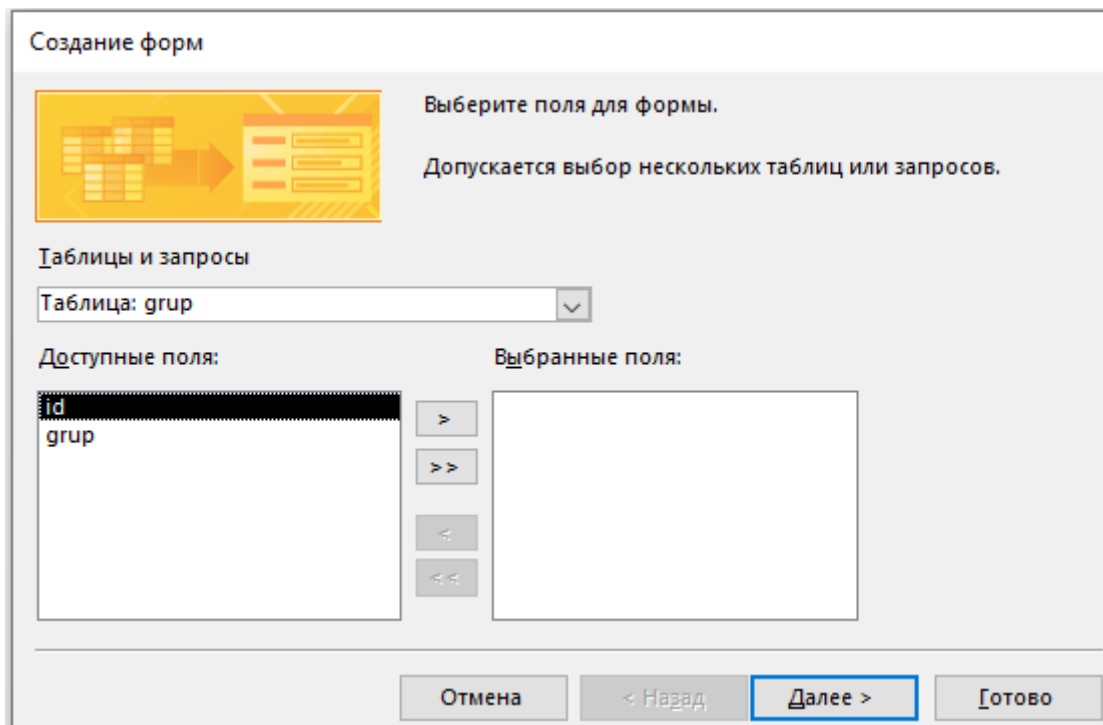 Создание форм
Выберите поля для формы.
Допускается выбор нескольких таблиц или запросов.
Таблицы и запросы
Таблица: grup
Доступные поля:
Выбранные поля:
id
grup
>
>>
<
<<
Отмена
< Назад
Далее >
Готово